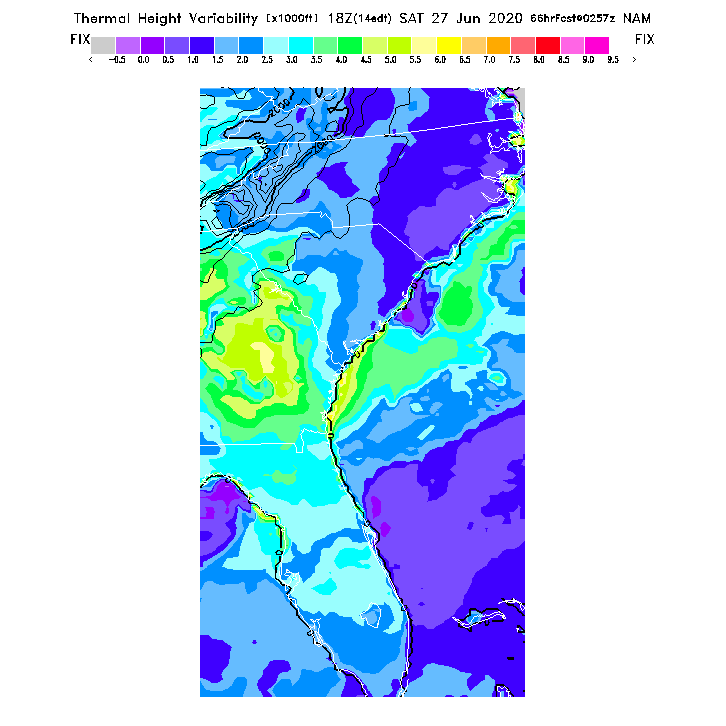 Thermal Height Variability [x1000ft] 18Z(14edt) SAT 27 Jun 2020 66hrFcst@0257z NAM
FIX FIX
< -0.5 0.0 0.5 1.0 1.5 2.0 2.5 3.0 3.5 4.0 4.5 5.0 5.5 6.0 6.5 7.0 7.5 8.0 8.5 9.0 9.5 >
2000